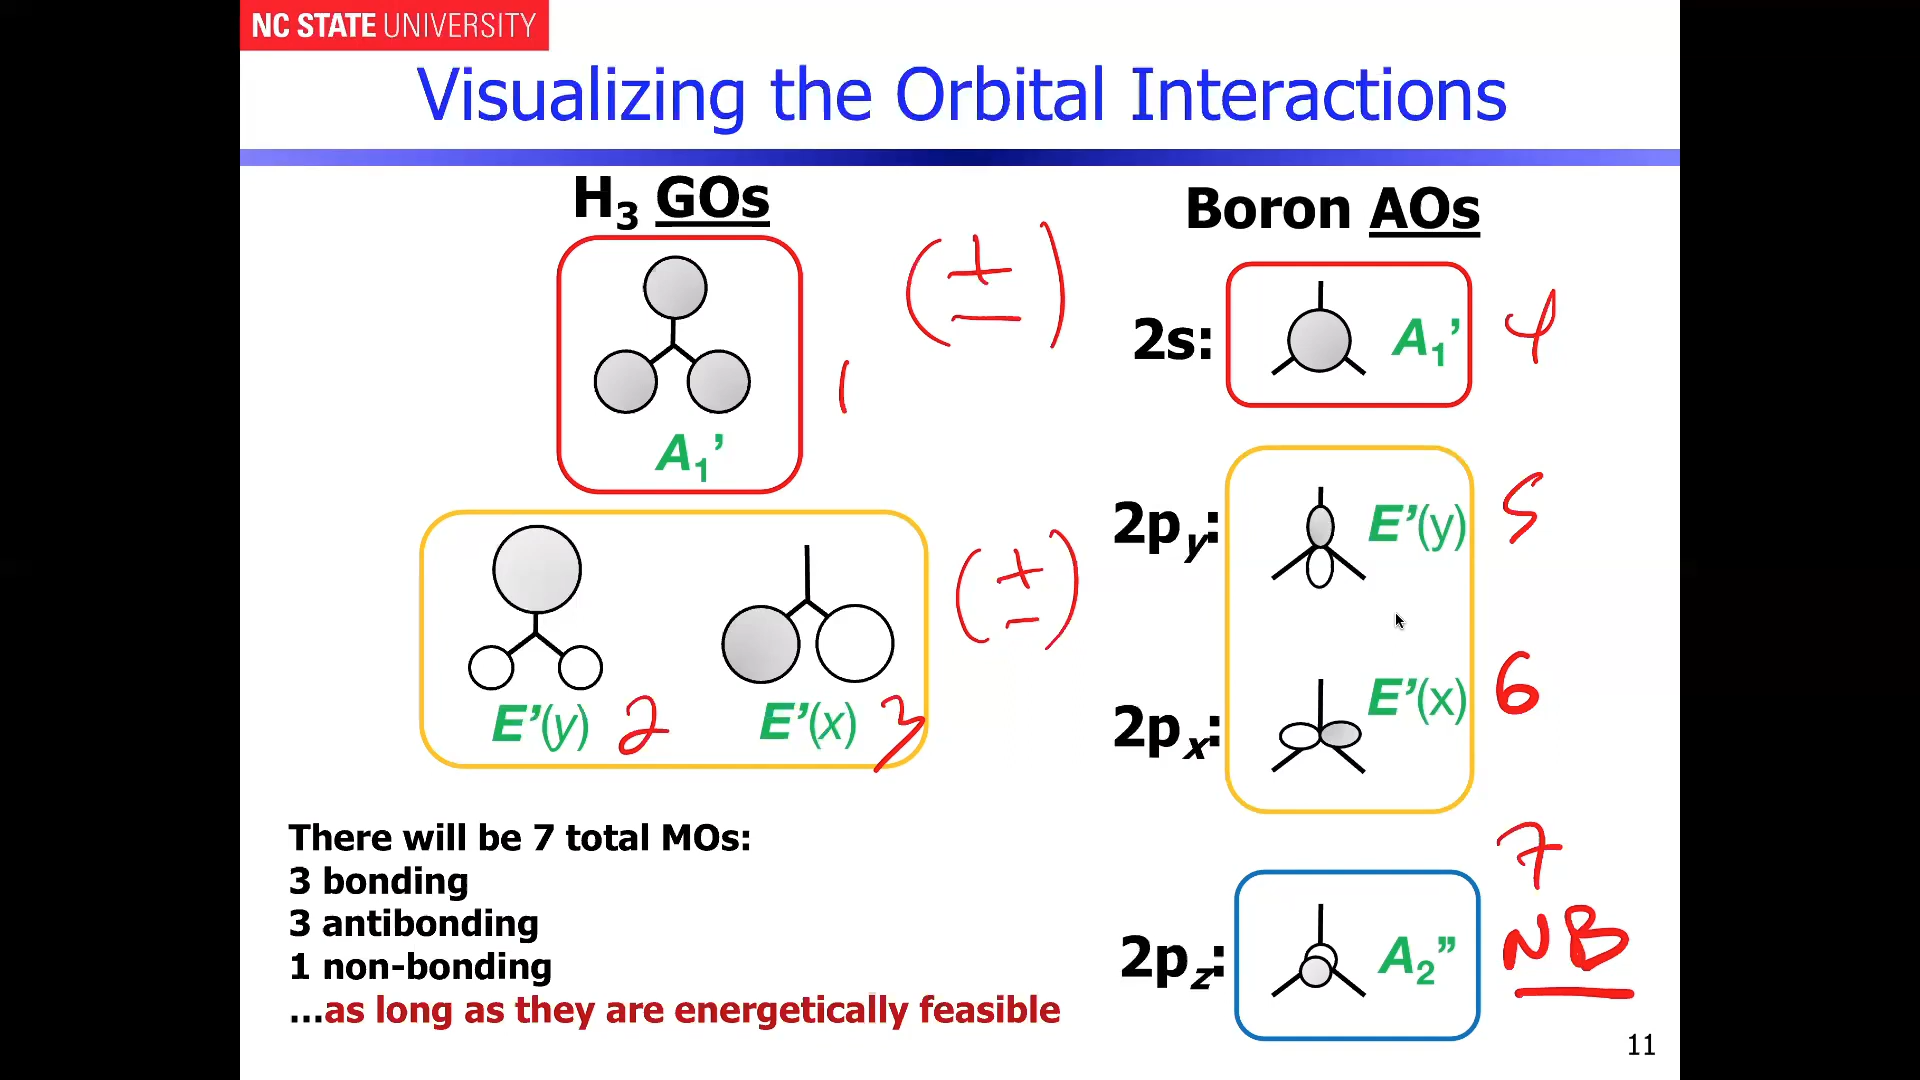 NC STATE UNIVERSITY
Visualizing the Orbital Interactions
H3 GOs
A1’
1
(+ −)
E’(y) 2
E’(x) 3
(+ −)
Boron AOs
2s: A1’ 4
2py: E’(y) 5
2px: E’(x) 6
7
2pz: A2” NB
There will be 7 total MOs:
3 bonding
3 antibonding
1 non-bonding
...as long as they are energetically feasible
11